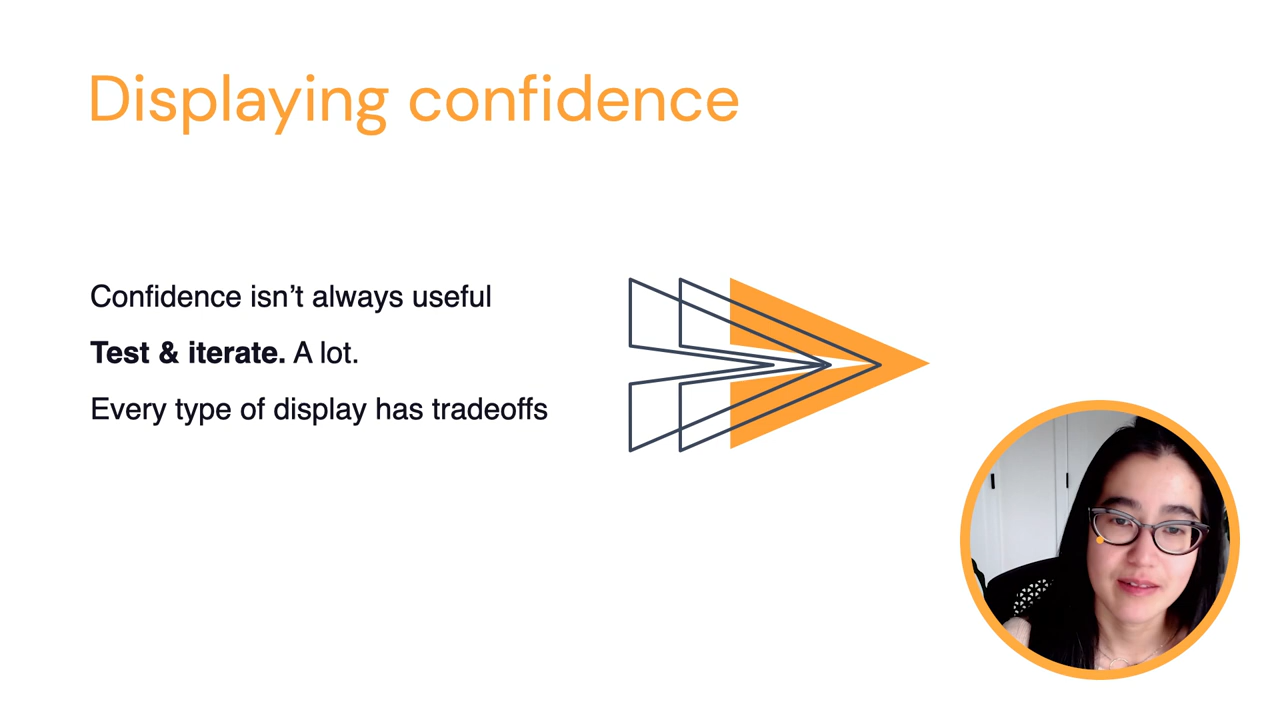 Displaying confidence
Confidence isn’t always useful
Test & iterate. A lot.
Every type of display has tradeoffs